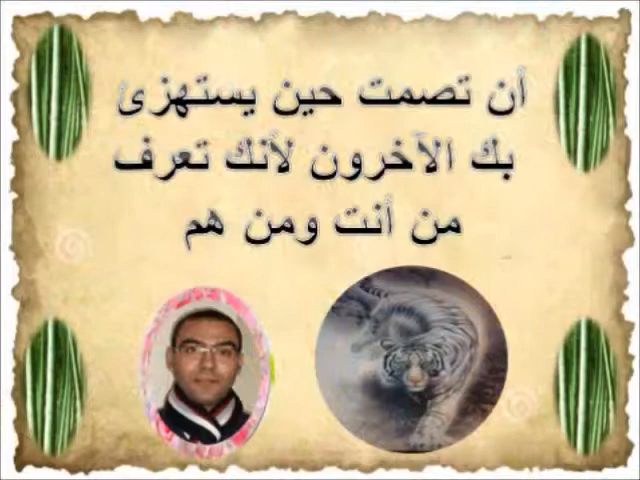 أن تصمت حين يستهزئ
بك الآخرون لأنك تعرف
من أنت ومن هم